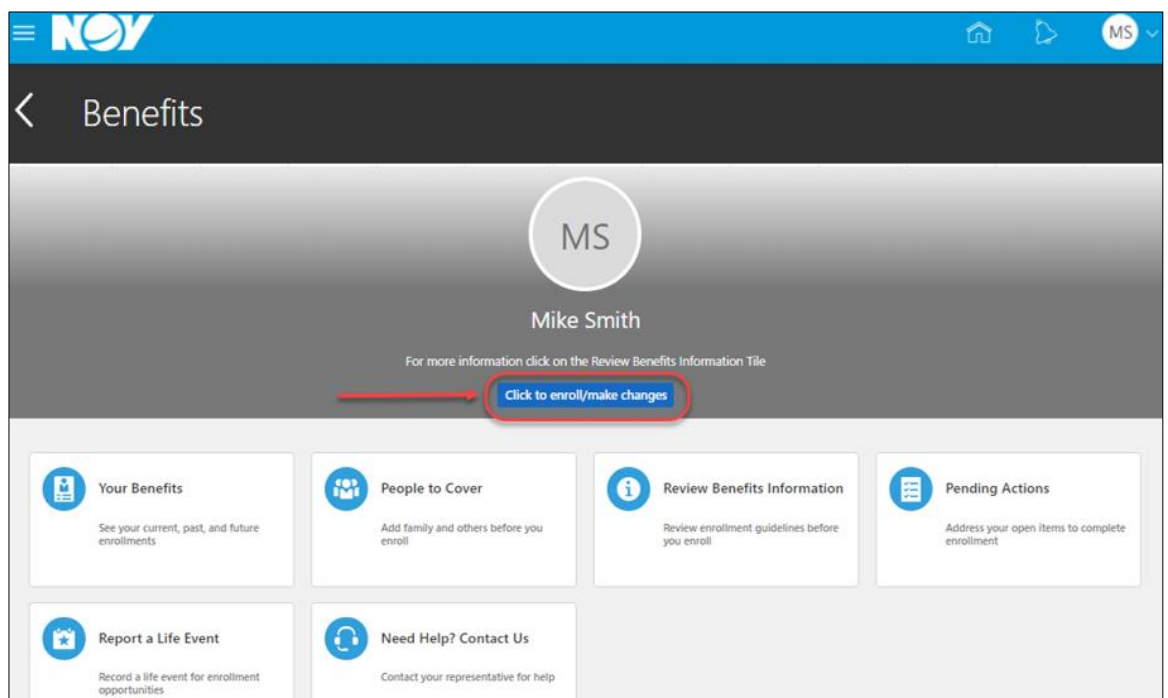 NOV
MS
Benefits
MS
Mike Smith
For more information click on the Review Benefits Information Tile
Click to enroll/make changes
Your Benefits
See your current, past, and future
enrollments
People to Cover
Add family and others before you
enroll
Review Benefits Information
Review enrollment guidelines before
you enroll
Pending Actions
Address your open items to complete
enrollment
Report a Life Event
Record a life event for enrollment
opportunities
Need Help? Contact Us
Contact your representative for help